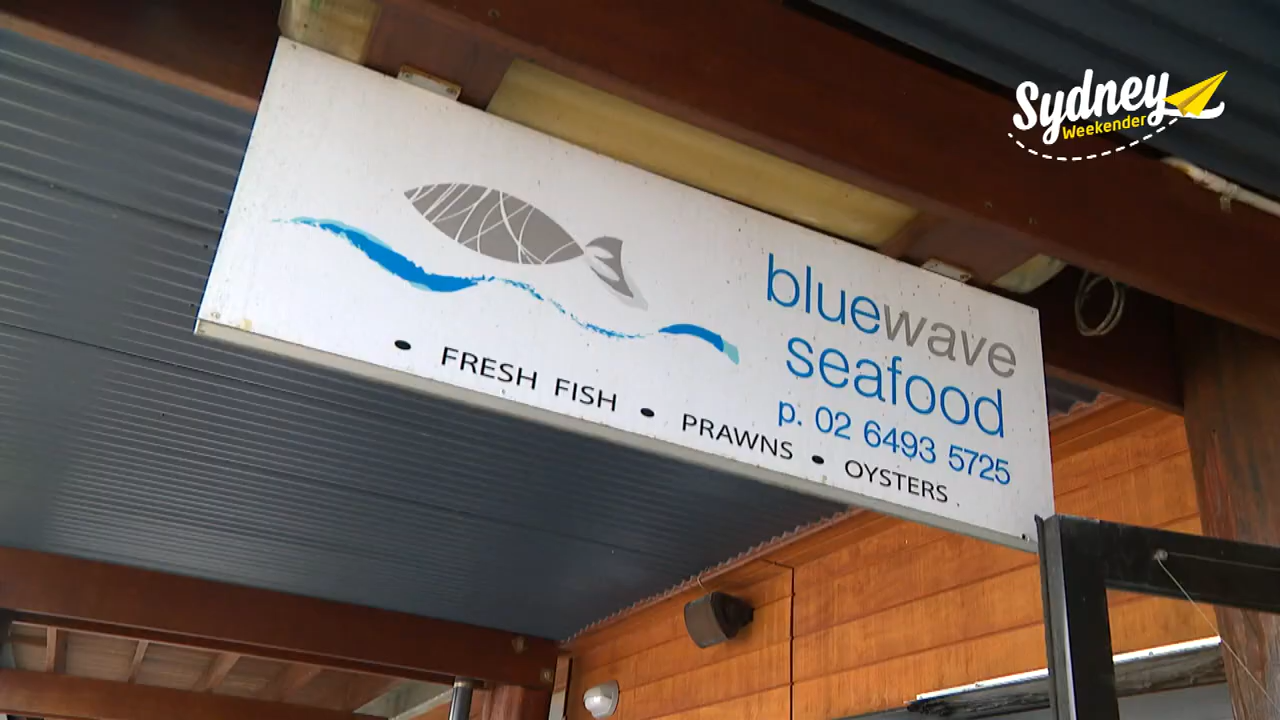 Sydney
Weekender
bluewave
seafood
p. 02 6493 5725
• FRESH FISH • PRAWNS • OYSTERS